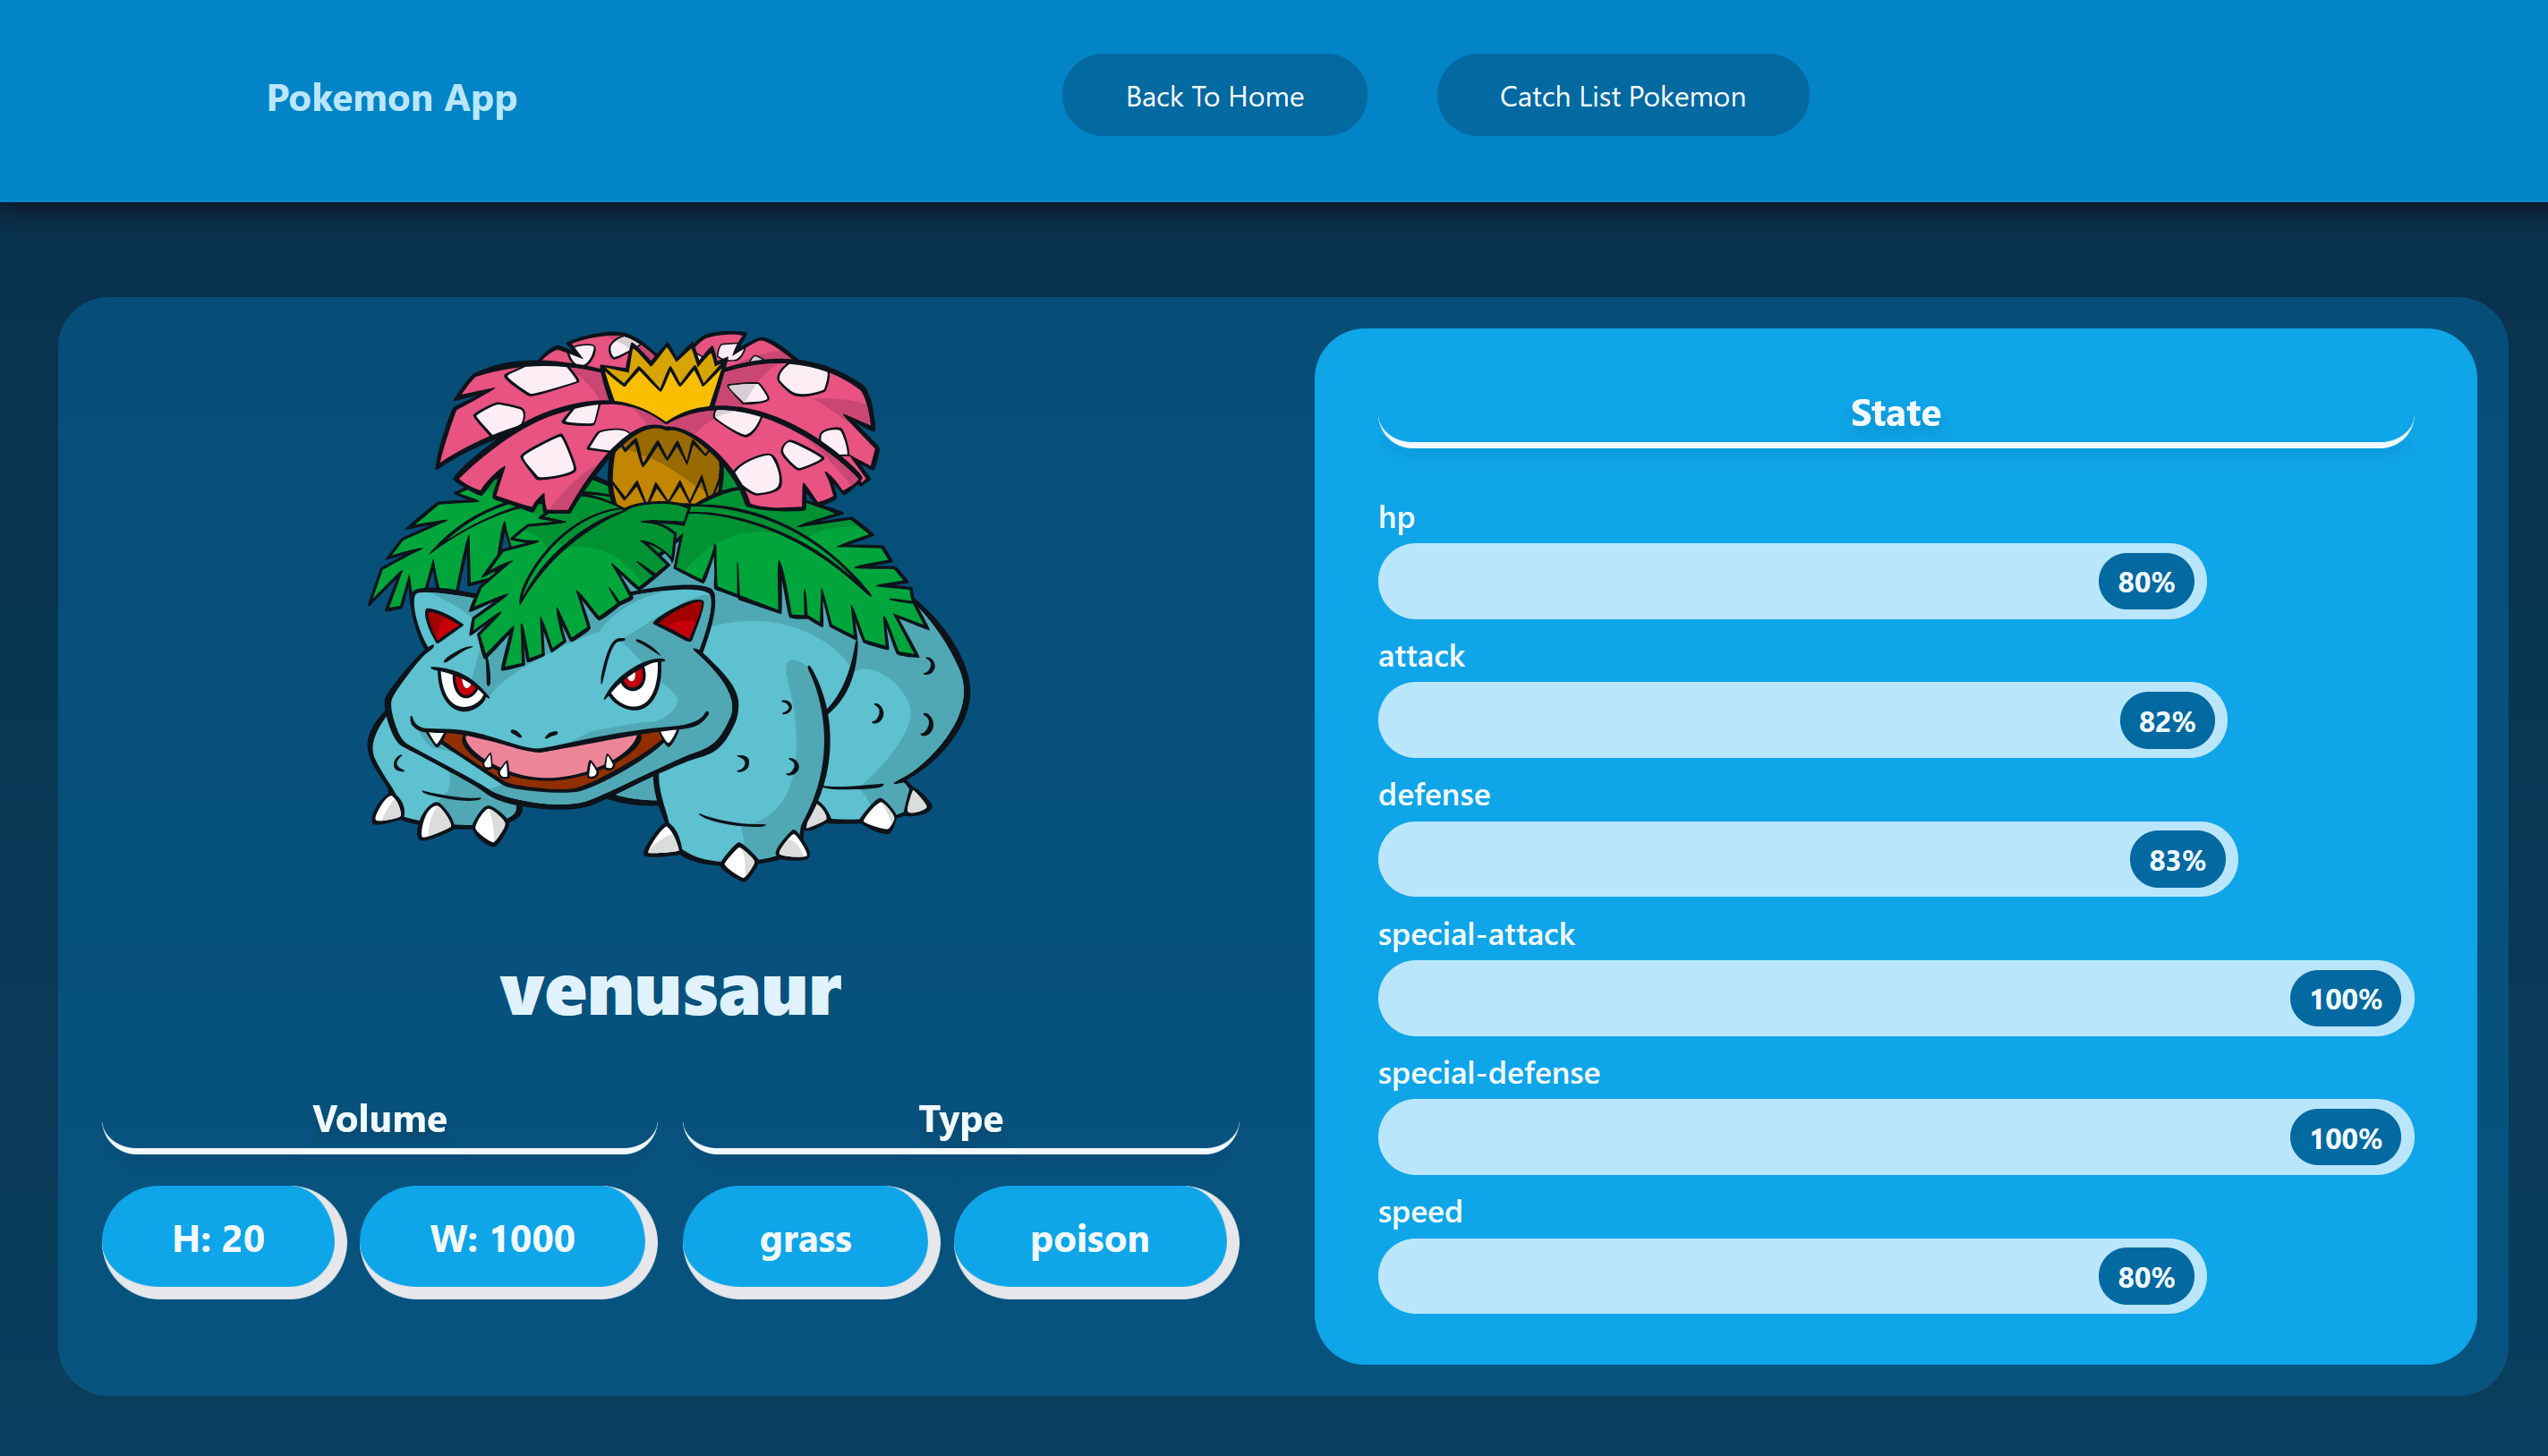 Pokemon App
Back To Home
Catch List Pokemon
venusaur
Volume
Type
H: 20
W: 1000
grass
poison
State
hp
80%
attack
82%
defense
83%
special-attack
100%
special-defense
100%
speed
80%